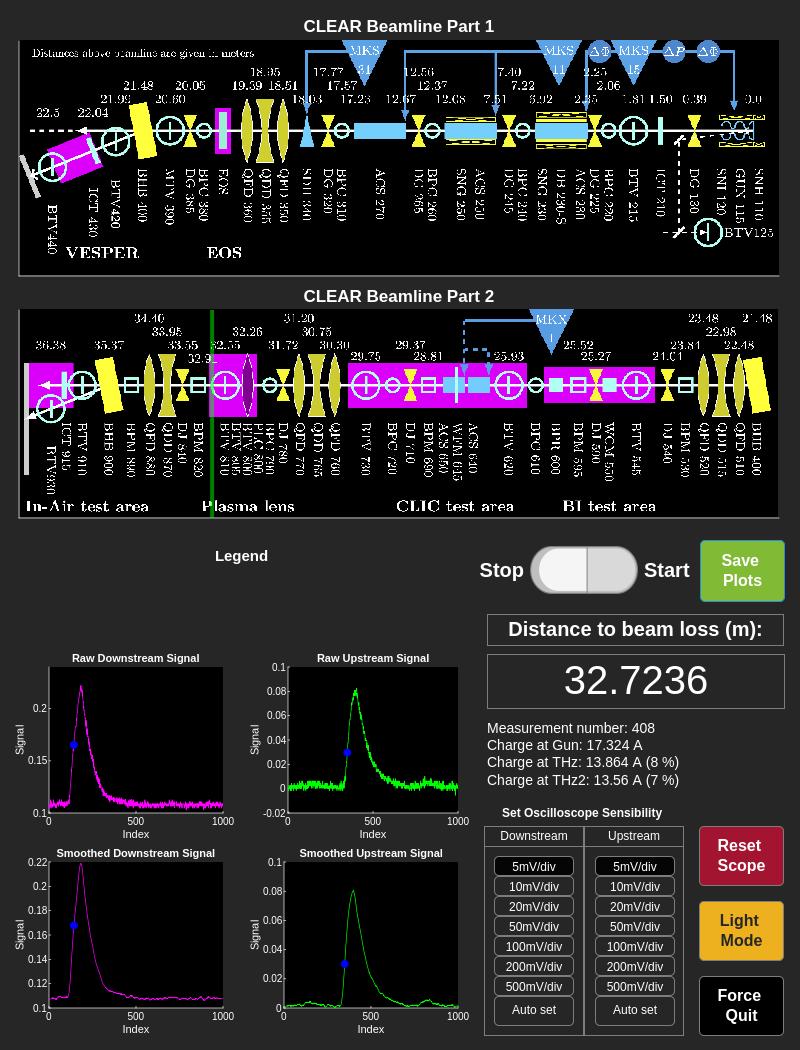 CLEAR Beamline Part 1
Distances above beamline are given in meters
MKS MKS ΔΦ MKS ΔP ΔΦ
31 11 15
18.95 17.77 12.56 7.40 2.25
21.48 20.05 19.39 18.51 17.57 12.37 7.22 2.06
22.5 22.04 21.99 20.60 18.03 17.23 12.67 12.08 7.51 6.92 2.85 1.81 1.50 0.39 0.0
BTV440 ICT 430 BTV420 BHB 400 MTV 390 DG 385 BPC 380 EOS QFD 360 QDD 355 QFD 350 SDH 340 DG 320 BPC 310 ACS 270 DG 265 BPC 260 SNG 250 ACS 250 DG 245 BPC 240 SNG 230 DB 230-S ACS 230 DG 225 BPC 220 BTV 215 ICT 210 DG 130 SNI 120 GUN 115 SNH 110
BTV125
VESPER EOS
CLEAR Beamline Part 2
34.40 31.20 MKX 23.48 21.48
33.95 32.26 30.75 1 22.98
36.38 35.37 33.55 32.55 31.72 30.30 29.37 25.52 23.84 22.48
29.75 28.81 25.93 25.27 24.04
BTV930 ICT 915 BTV 910 BHB 900 BPM 890 QFD 880 QDD 870 DJ 840 BPM 820 BTV 810 BTV 805 BTV 800 PLC 800 BPC 790 DJ 780 QFD 770 QDD 765 QFD 760 BTV 730 BPC 720 DJ 710 BPM 690 ACS 650 WFM 645 ACS 640 BTV 620 BPC 610 BPR 600 BPM 595 DJ 590 WCM 550 BTV 545 DJ 540 BPM 530 QFD 520 QDD 515 QFD 510 BHB 400
In-Air test area Plasma lens CLIC test area BI test area
Legend
Stop Start
Save
Plots
Distance to beam loss (m):
32.7236
Measurement number: 408
Charge at Gun: 17.324 A
Charge at THz: 13.864 A (8 %)
Charge at THz2: 13.56 A (7 %)
Raw Downstream Signal
Signal
0.2
0.15
0.1
0 500 1000
Index
Raw Upstream Signal
Signal
0.1
0.08
0.06
0.04
0.02
0
-0.02
0 500 1000
Index
Smoothed Downstream Signal
Signal
0.22
0.2
0.18
0.16
0.14
0.12
0.1
0 500 1000
Index
Smoothed Upstream Signal
Signal
0.1
0.08
0.06
0.04
0.02
0
0 500 1000
Index
Set Oscilloscope Sensibility
Downstream Upstream
5mV/div 5mV/div
10mV/div 10mV/div
20mV/div 20mV/div
50mV/div 50mV/div
100mV/div 100mV/div
200mV/div 200mV/div
500mV/div 500mV/div
Auto set Auto set
Reset
Scope
Light
Mode
Force
Quit